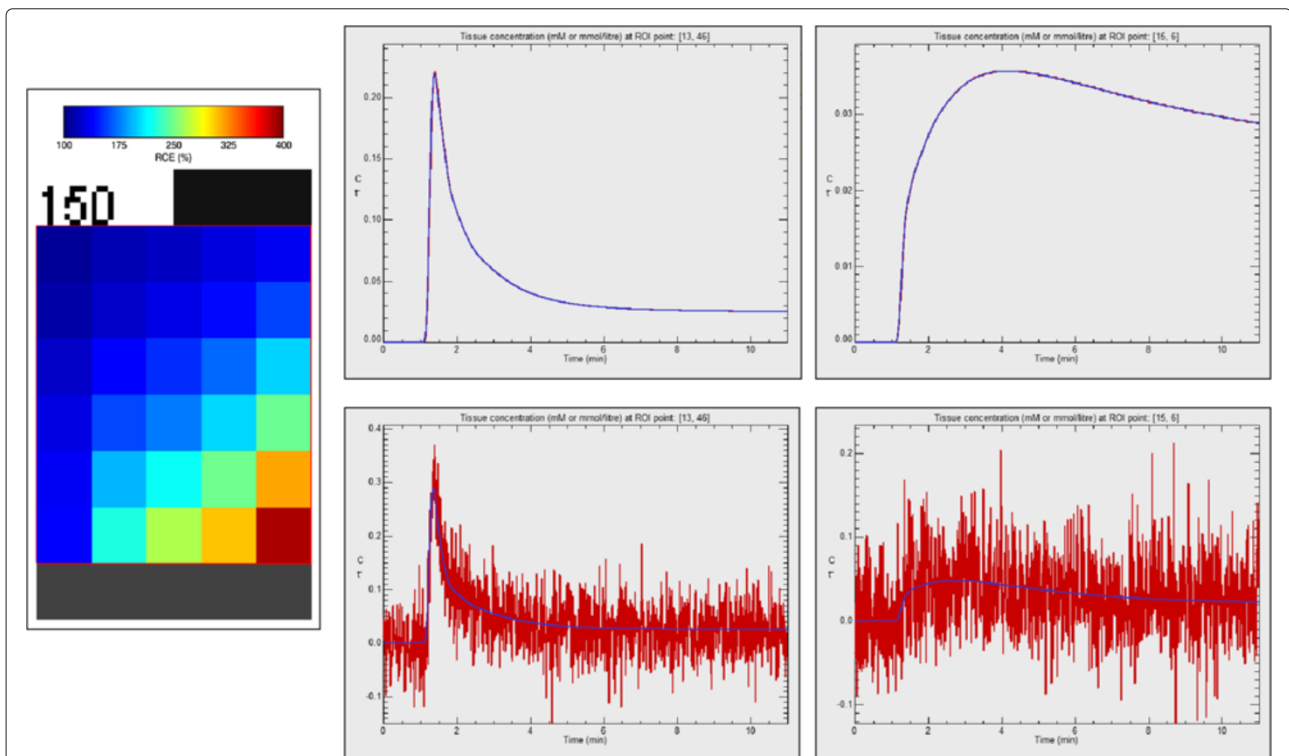 100 175 250 325 400
RCE (%)
150
Tissue concentration (mM or mmol/litre) at ROI point: [13, 46]
0.20
0.15
C
T
0.10
0.05
0.00
0 2 4 6 8 10
Time (min)
Tissue concentration (mM or mmol/litre) at ROI point: [15, 6]
0.03
C
T
0.02
0.01
0.00
0 2 4 6 8 10
Time (min)
Tissue concentration (mM or mmol/litre) at ROI point: [13, 46]
0.4
0.3
0.2
C
T
0.1
0.0
-0.1
0 2 4 6 8 10
Time (min)
Tissue concentration (mM or mmol/litre) at ROI point: [15, 6]
0.2
0.1
C
T
0.0
-0.1
0 2 4 6 8 10
Time (min)